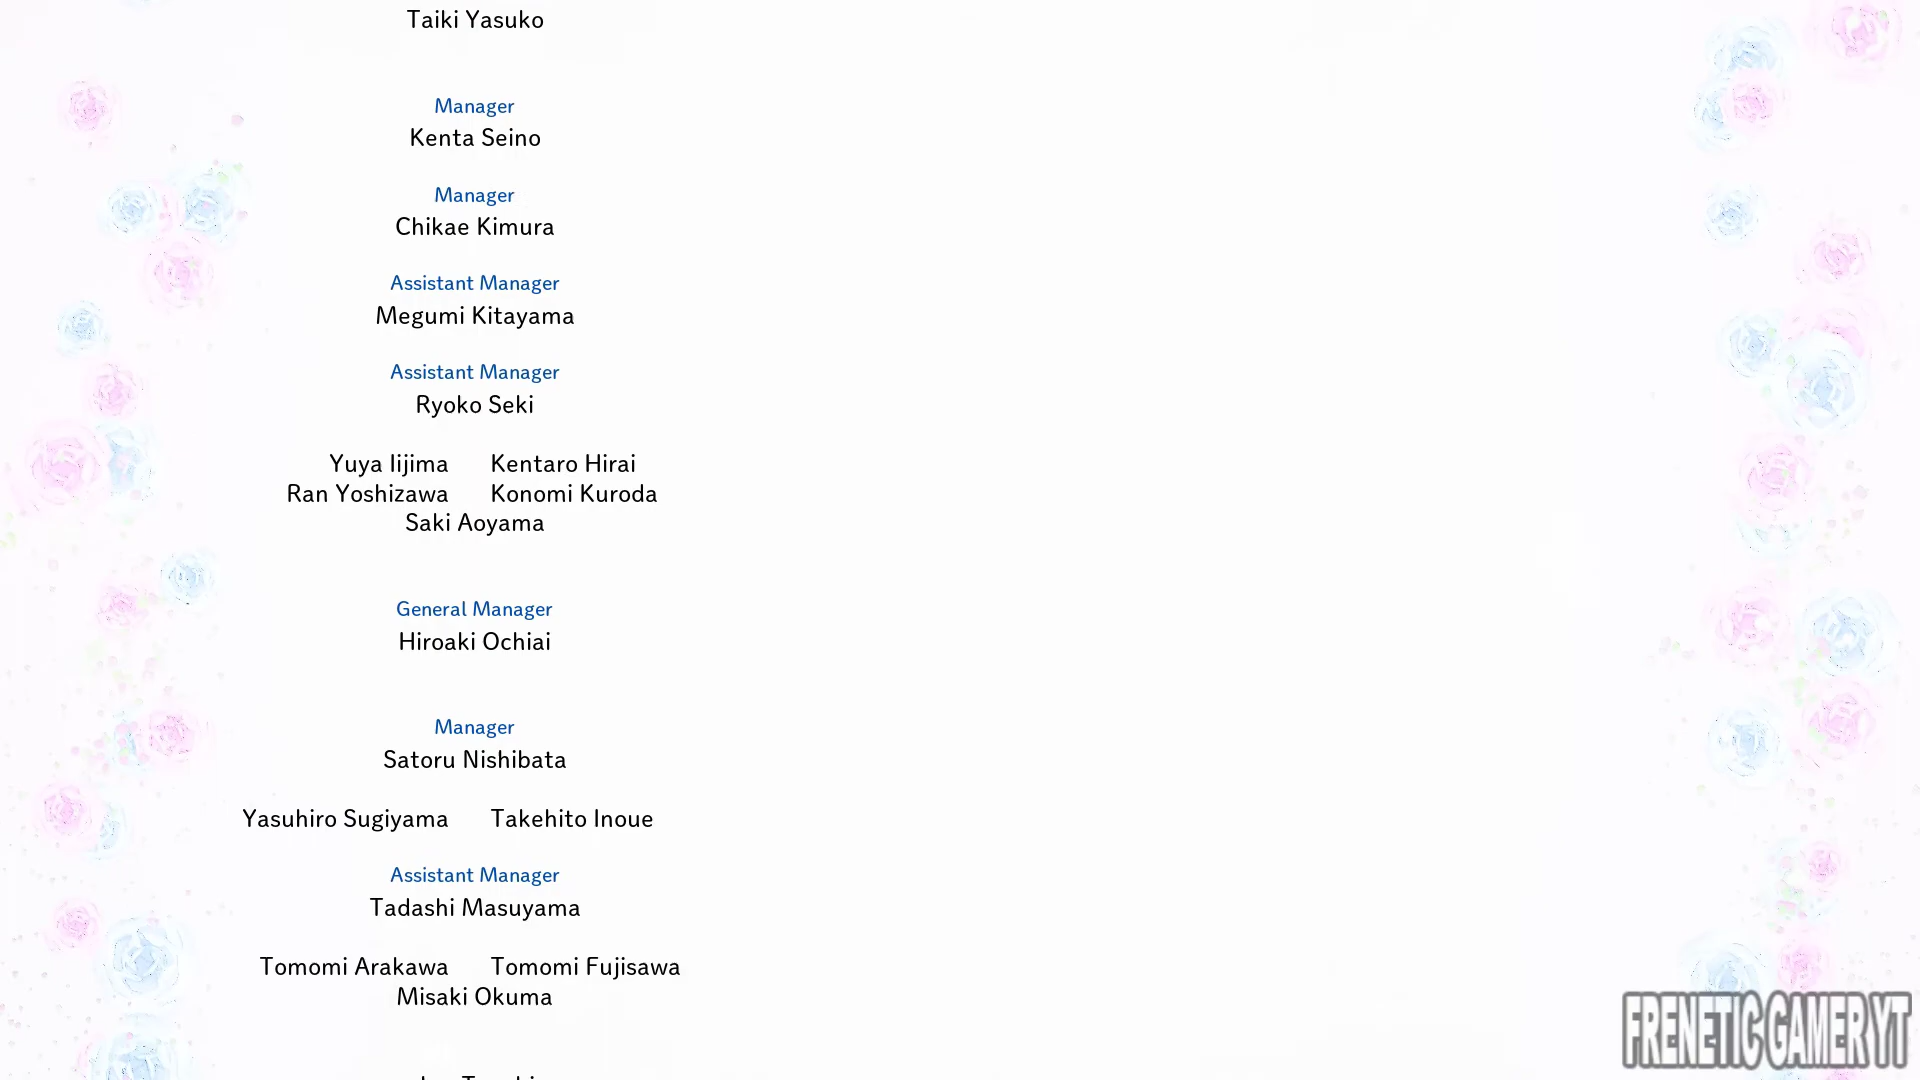 Taiki Yasuko
Manager
Kenta Seino
Manager
Chikae Kimura
Assistant Manager
Megumi Kitayama
Assistant Manager
Ryoko Seki
Yuya Iijima Kentaro Hirai
Ran Yoshizawa Konomi Kuroda
Saki Aoyama
General Manager
Hiroaki Ochiai
Manager
Satoru Nishibata
Yasuhiro Sugiyama Takehito Inoue
Assistant Manager
Tadashi Masuyama
Tomomi Arakawa Tomomi Fujisawa
Misaki Okuma
FRENETIC GAMER YT